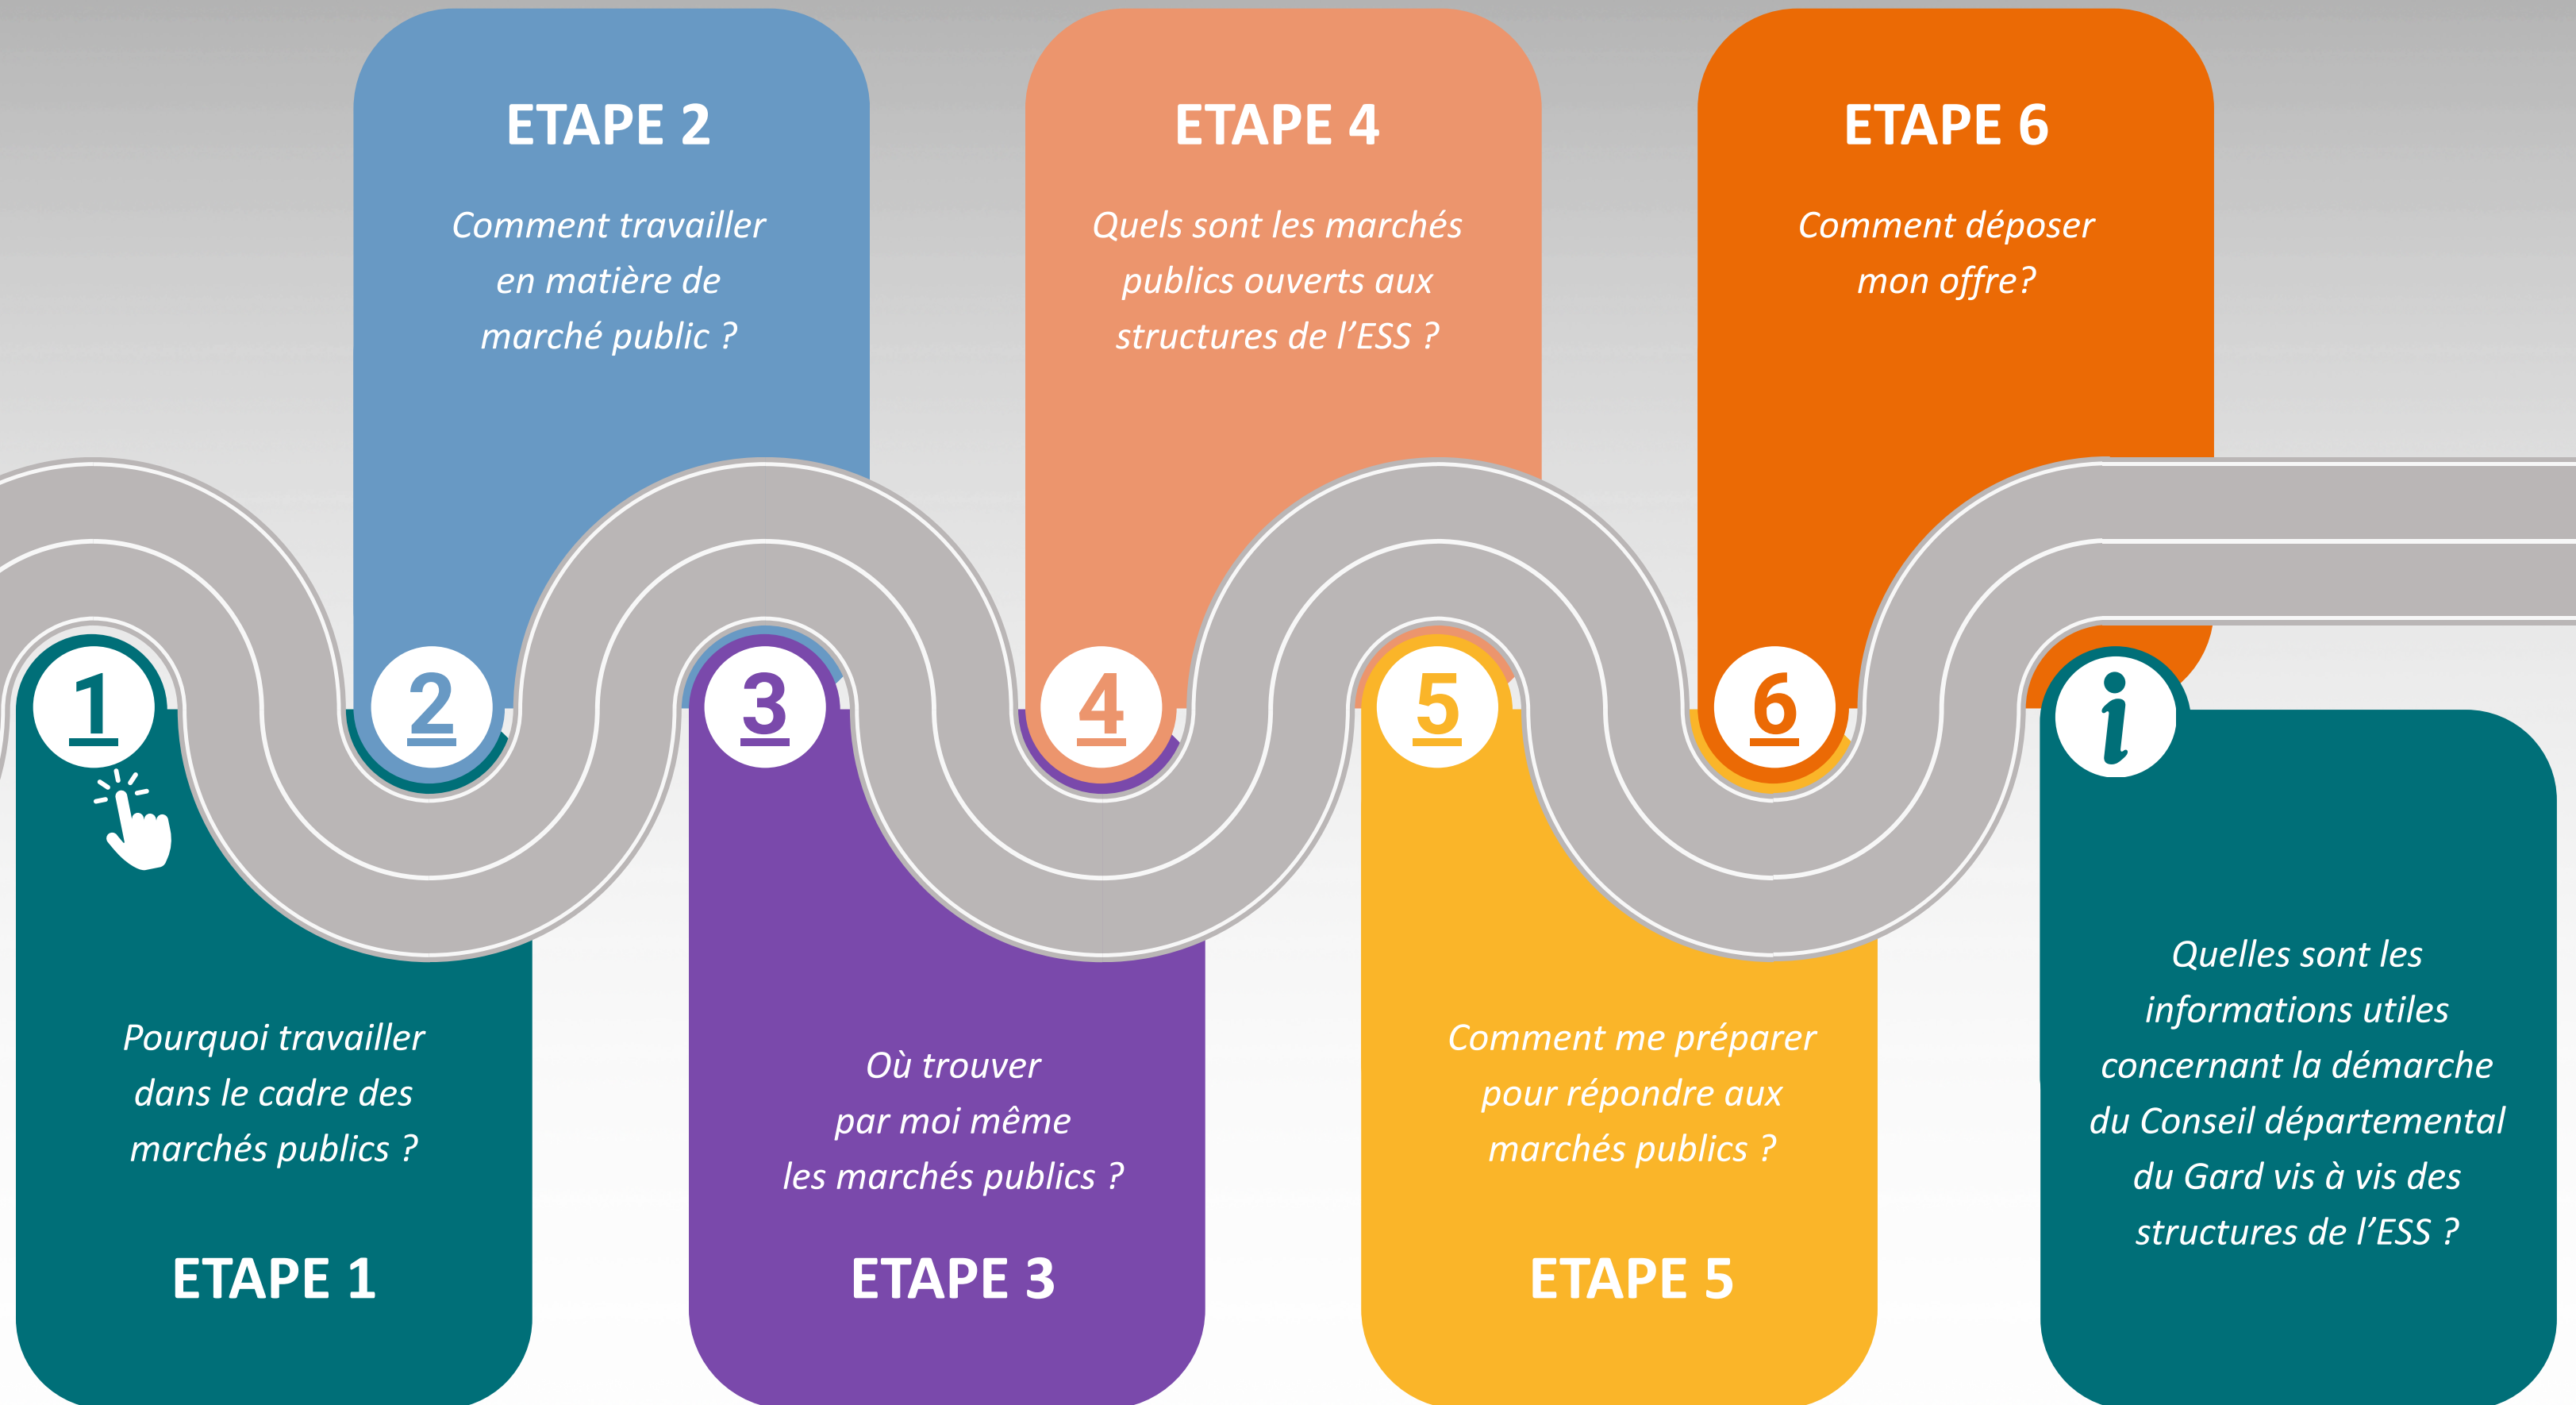 ETAPE 2
Comment travailler
en matière de
marché public ?
ETAPE 4
Quels sont les marchés
publics ouverts aux
structures de l’ESS ?
ETAPE 6
Comment déposer
mon offre?
1
2
3
4
5
6
i
Pourquoi travailler
dans le cadre des
marchés publics ?
ETAPE 1
Où trouver
par moi même
les marchés publics ?
ETAPE 3
Comment me préparer
pour répondre aux
marchés publics ?
ETAPE 5
Quelles sont les
informations utiles
concernant la démarche
du Conseil départemental
du Gard vis à vis des
structures de l’ESS ?